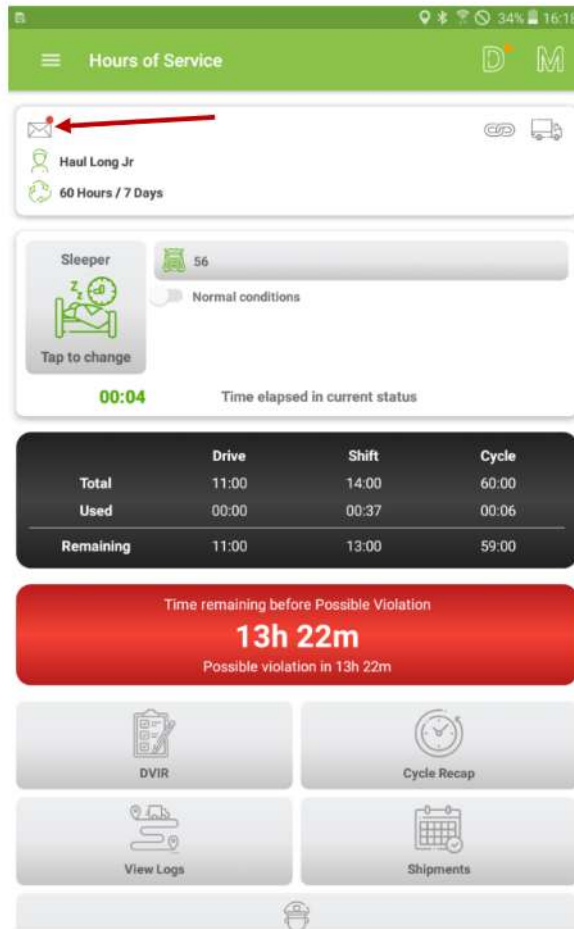 34% 16:18
Hours of Service
D M
Haul Long Jr
60 Hours / 7 Days
Sleeper
56
Normal conditions
Tap to change
00:04 Time elapsed in current status
Drive Shift Cycle
Total 11:00 14:00 60:00
Used 00:00 00:37 00:06
Remaining 11:00 13:00 59:00
Time remaining before Possible Violation
13h 22m
Possible violation in 13h 22m
DVIR Cycle Recap
View Logs Shipments